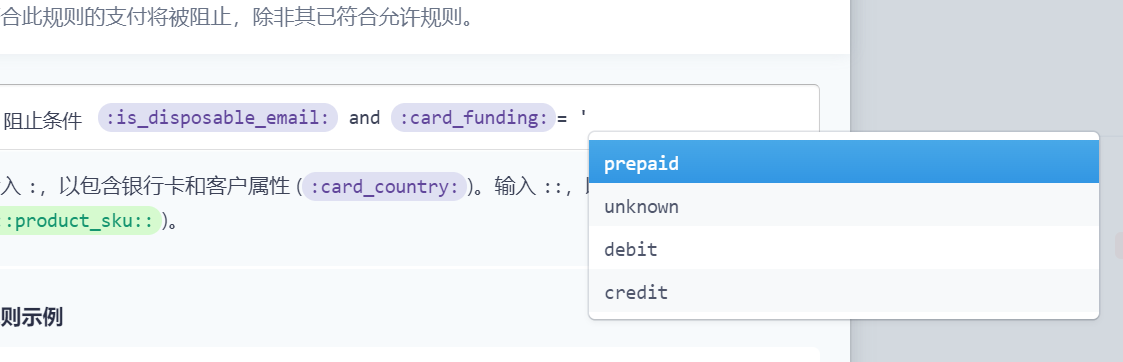 合此规则的支付将被阻止，除非其已符合允许规则。
阻止条件 :is_disposable_email: and :card_funding:= '
prepaid
unknown
debit
credit
入 :，以包含银行卡和客户属性 (:card_country:)。输入 ::，
:product_sku::)。
则示例